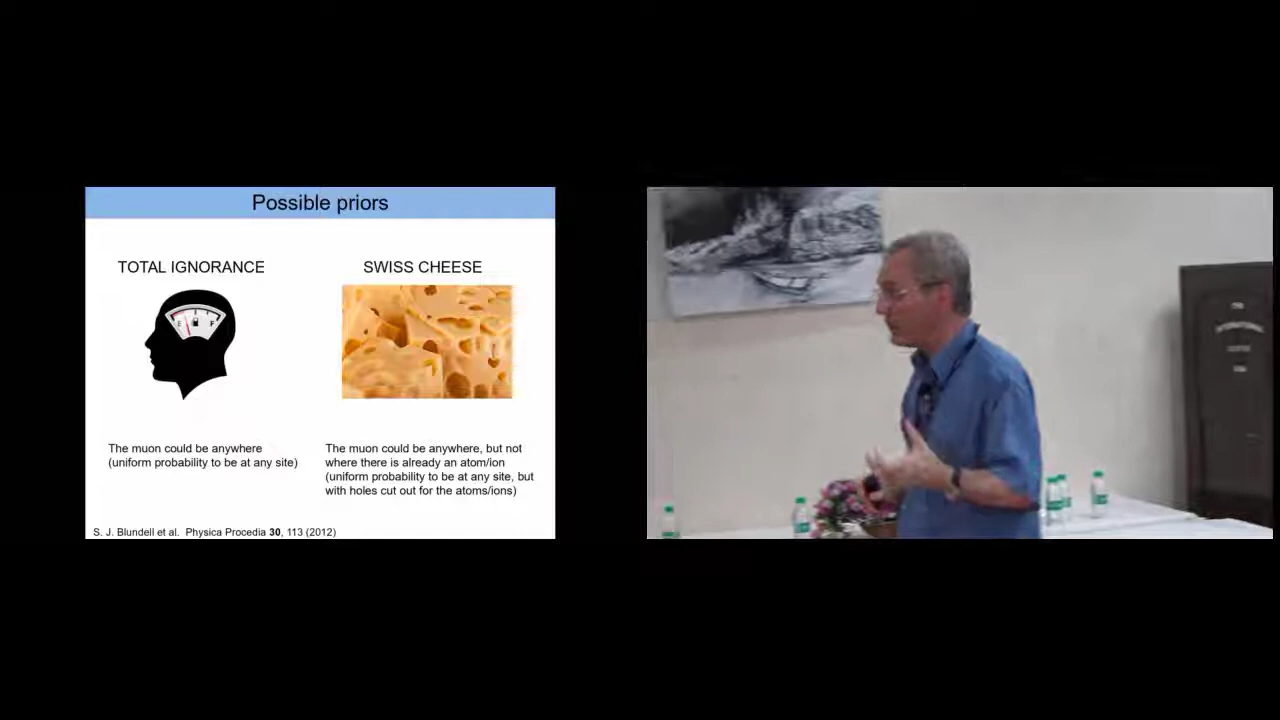 Possible priors
TOTAL IGNORANCE
E F
The muon could be anywhere
(uniform probability to be at any site)
SWISS CHEESE
The muon could be anywhere, but not
where there is already an atom/ion
(uniform probability to be at any site, but
with holes cut out for the atoms/ions)
S. J. Blundell et al. Physica Procedia 30, 113 (2012)